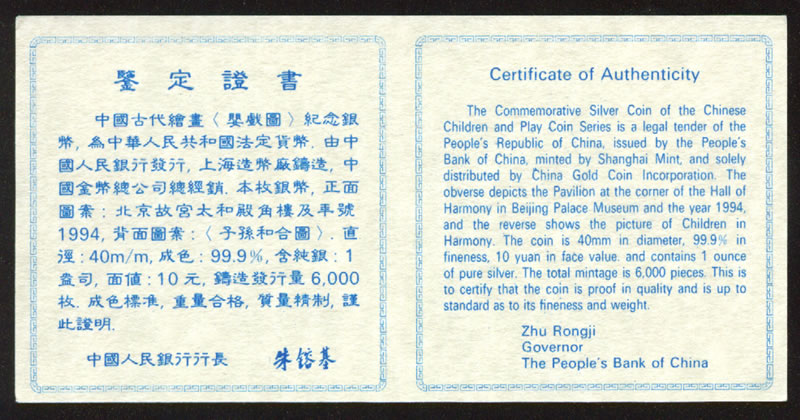 鑒定證書
中國古代繪畫〈嬰戲圖〉紀念銀
幣，為中華人民共和國法定貨幣．由中
國人民銀行發行，上海造幣廠鑄造，中
國金幣總公司總經銷．本枚銀幣，正面
圖案：北京故宮太和殿角樓及年號
1994，背面圖案：〈子孫和合圖〉．直
徑：40m/m，成色：99.9%，含純銀：1
盎司，面值：10元，鑄造發行量6,000
枚．成色標准，重量合格，質量精制，謹
此證明．
中國人民銀行行長 朱鎔基
Certificate of Authenticity
The Commemorative Silver Coin of the Chinese
Children and Play Coin Series is a legal tender of the
People's Republic of China, issued by the People's
Bank of China, minted by Shanghai Mint, and solely
distributed by China Gold Coin Incorporation. The
obverse depicts the Pavilion at the corner of the Hall of
Harmony in Beijing Palace Museum and the year 1994,
and the reverse shows the picture of Children in
Harmony. The coin is 40mm in diameter, 99.9% in
fineness, 10 yuan in face value. and contains 1 ounce
of pure silver. The total mintage is 6,000 pieces. This is
to certify that the coin is proof in quality and is up to
standard as to its fineness and weight.
Zhu Rongji
Governor
The People's Bank of China